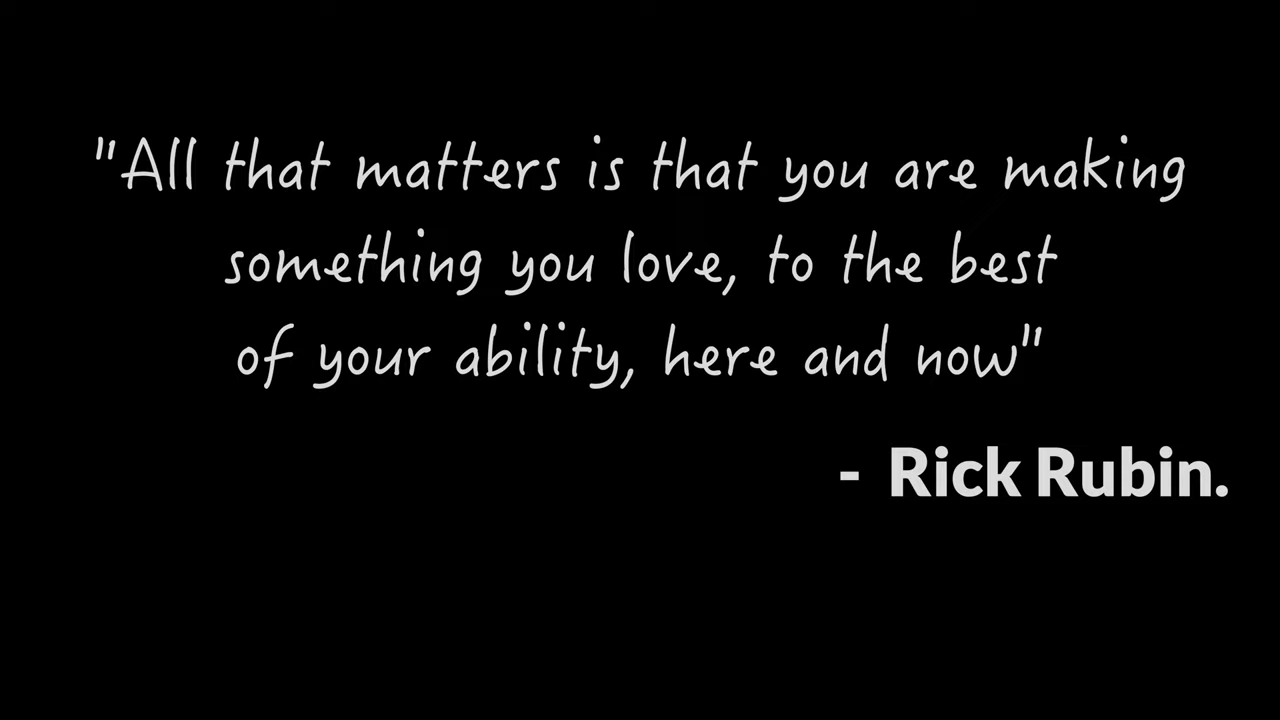 "All that matters is that you are making
something you love, to the best
of your ability, here and now"
- Rick Rubin.